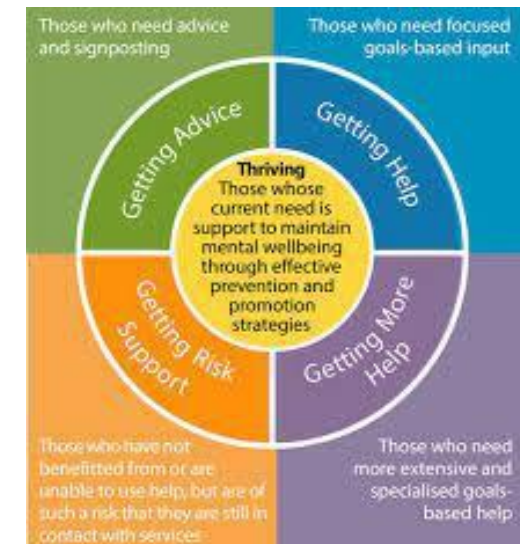 Those who need advice
and signposting
Those who need focused
goals-based input
Getting Advice
Getting Help
Thriving
Those whose
current need is
support to maintain
mental wellbeing
through effective
prevention and
promotion
strategies
Getting Risk
Support
Getting More
Help
Those who have not
benefitted from or are
unable to use help, but are of
such a risk that they are still in
contact with services
Those who need
more extensive and
specialised goals-
based help